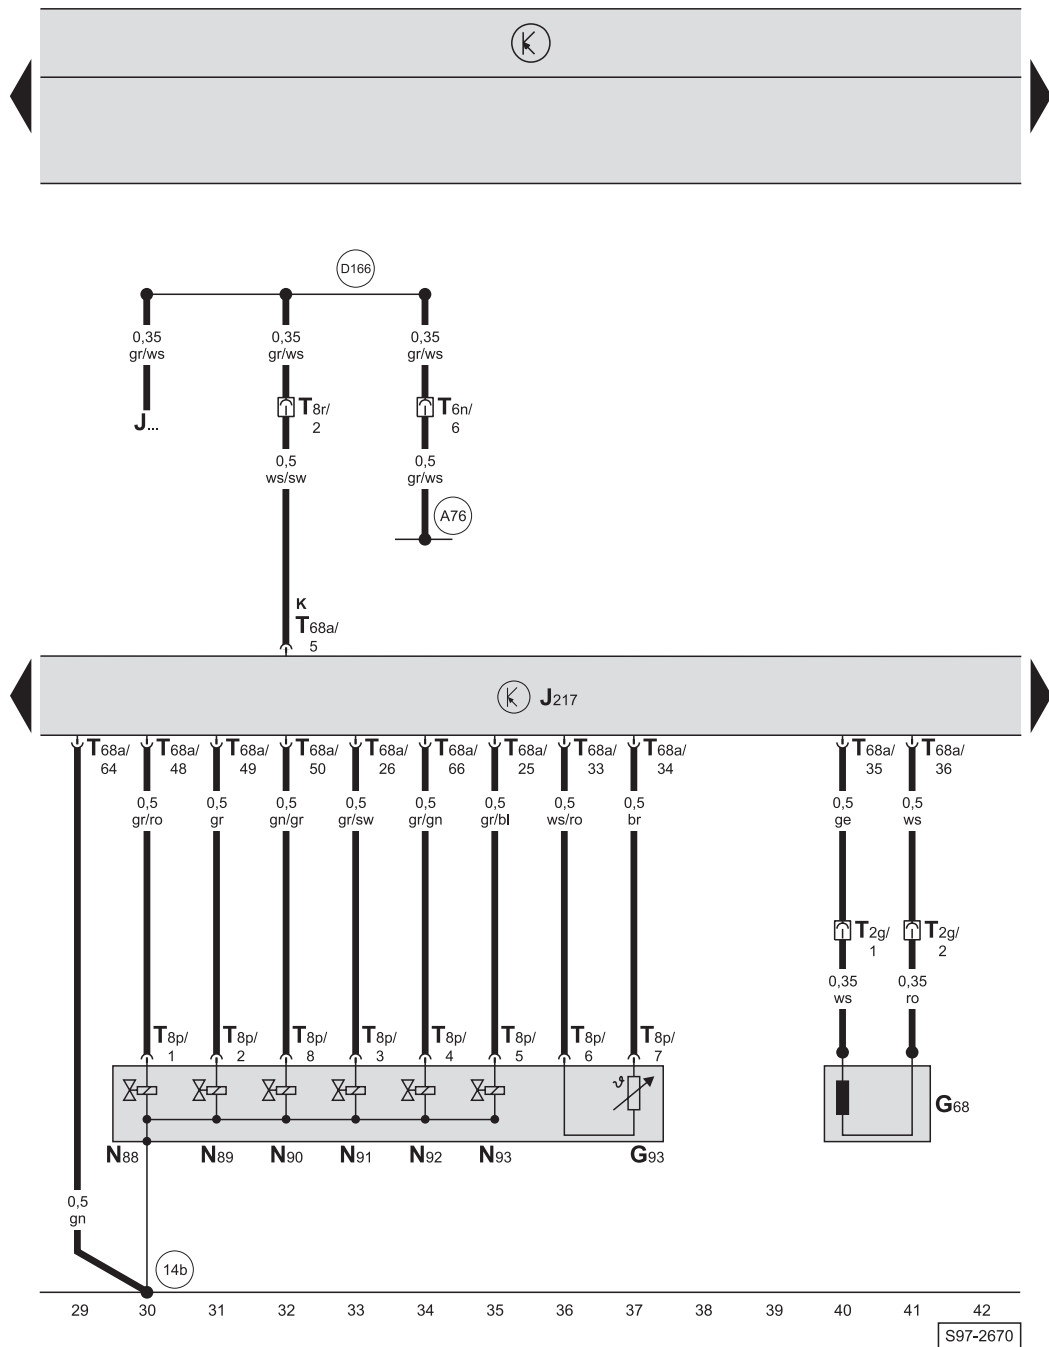 D166
0,35 0,35 0,35
gr/ws gr/ws gr/ws
T8r/ T6n/
2 6
J...
0,5 0,5
ws/sw gr/ws
A76
K
T68a/
5
J217
T68a/ T68a/ T68a/ T68a/ T68a/ T68a/ T68a/ T68a/ T68a/ T68a/ T68a/
64 48 49 50 26 66 25 33 34 35 36
0,5 0,5 0,5 0,5 0,5 0,5 0,5 0,5 0,5 0,5
gr/ro gr gn/gr gr/sw gr/gn gr/bl ws/ro br ge ws
T2g/ T2g/
1 2
0,35 0,35
ws ro
T8p/ T8p/ T8p/ T8p/ T8p/ T8p/ T8p/ T8p/
1 2 8 3 4 5 6 7
ϑ
G68
N88 N89 N90 N91 N92 N93 G93
0,5
gn
14b
29 30 31 32 33 34 35 36 37 38 39 40 41 42
S97-2670